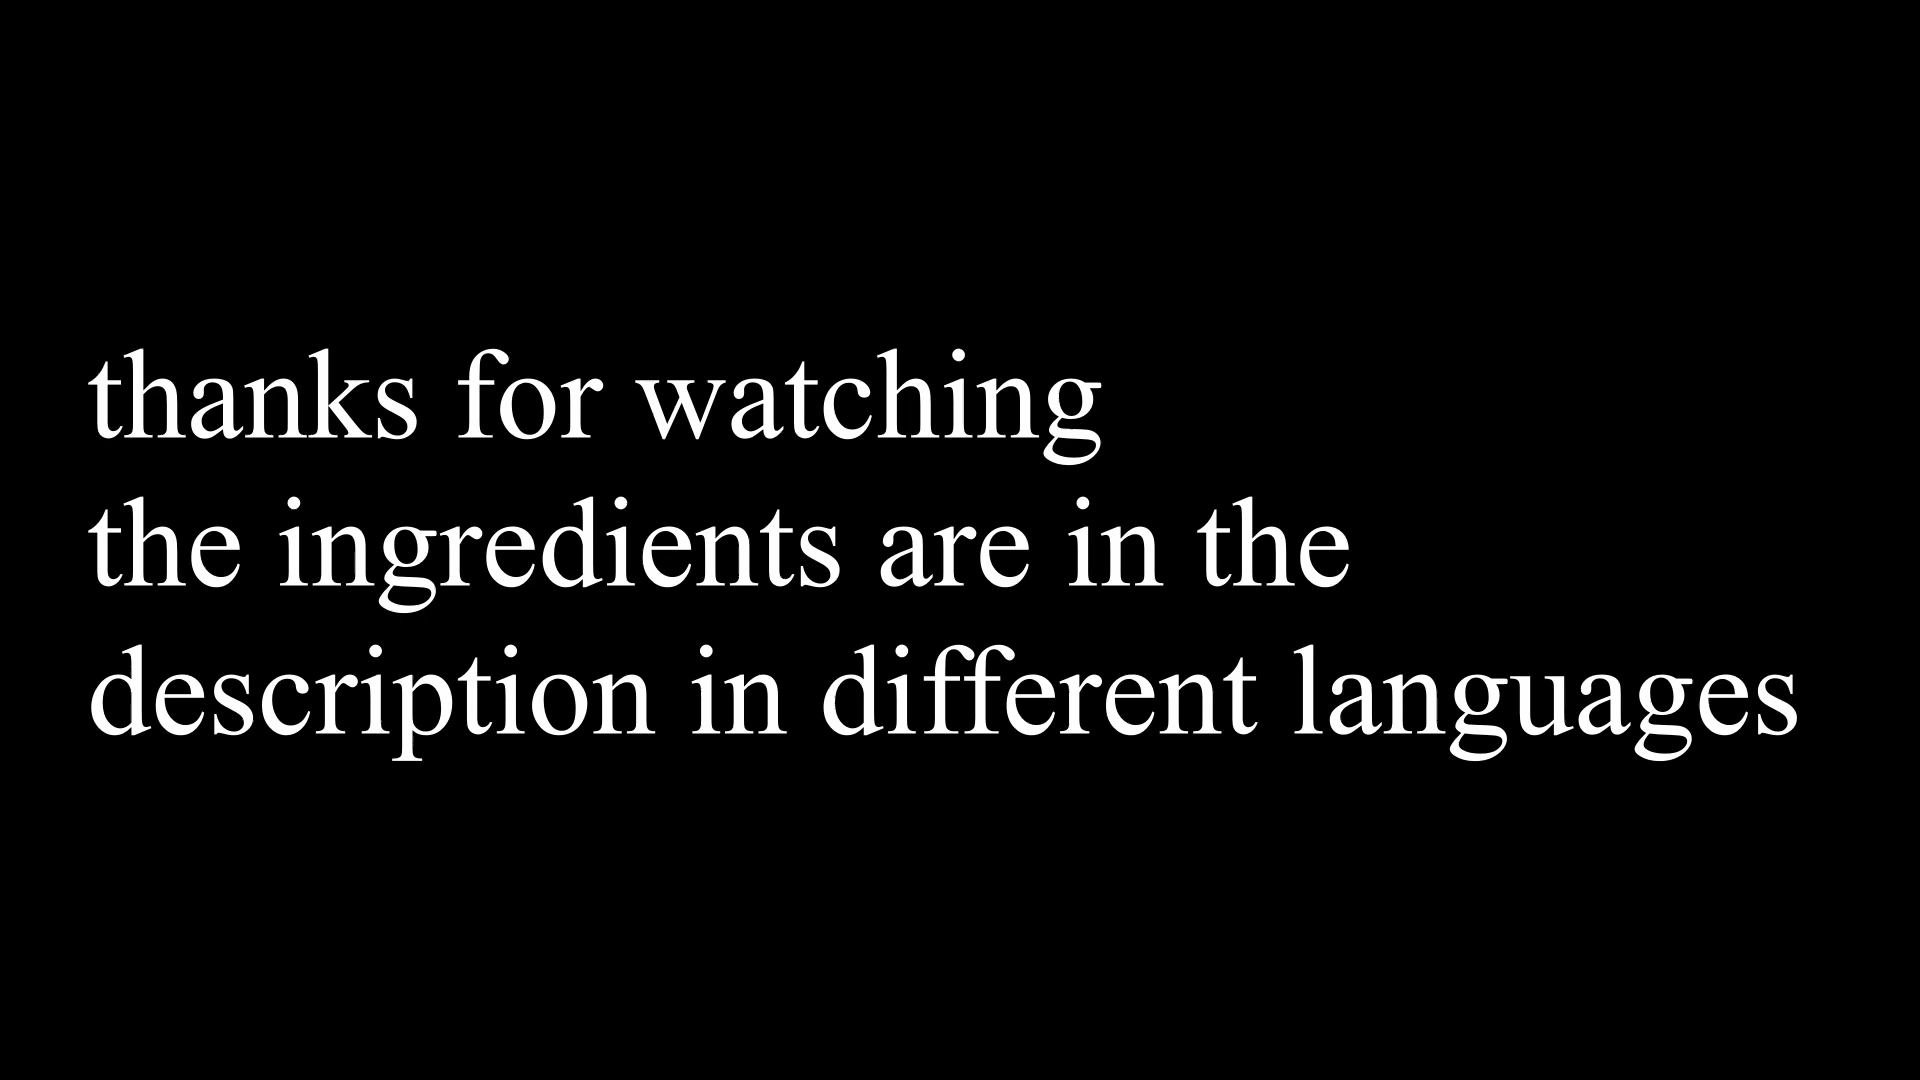 thanks for watching
the ingredients are in the
description in different languages